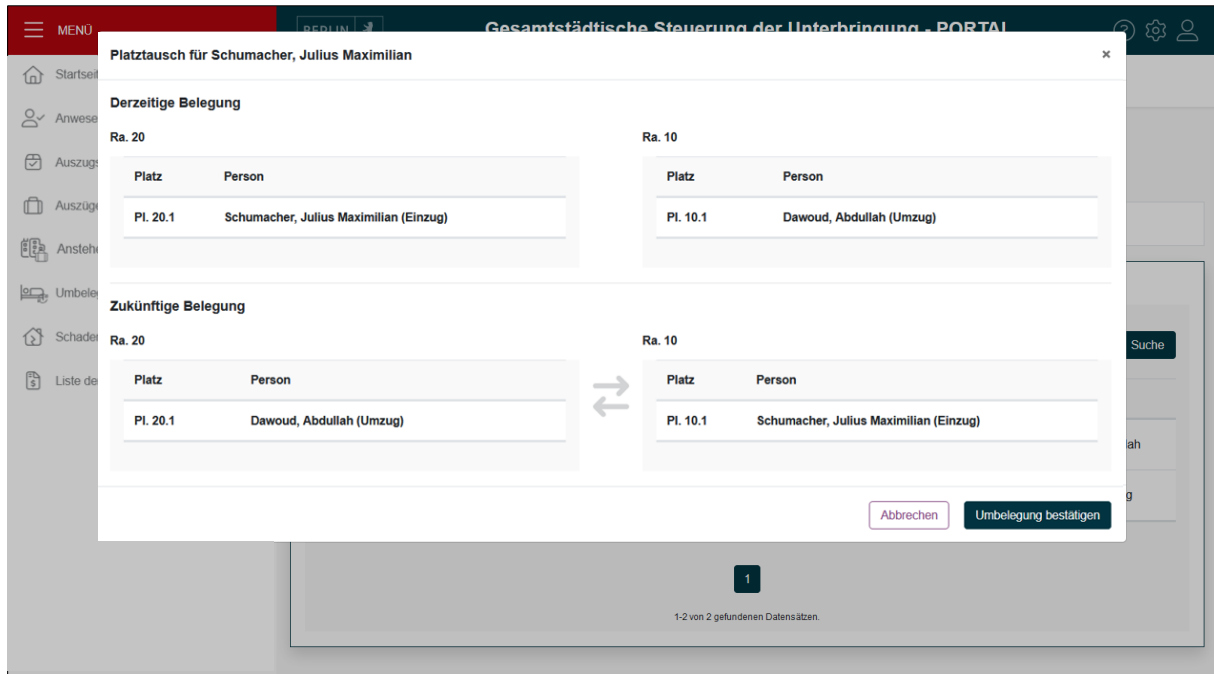 MENÜ
BERLIN
Gesamtstädtische Steuerung der Unterbringung - PORTAL
Platztausch für Schumacher, Julius Maximilian
×
Startseit
Anwese
Auszugs
Auszüge
Ansteh
Umbele
Schader
Liste de
Derzeitige Belegung
Ra. 20
Ra. 10
Platz Person
Platz Person
Pl. 20.1 Schumacher, Julius Maximilian (Einzug)
Pl. 10.1 Dawoud, Abdullah (Umzug)
Zukünftige Belegung
Ra. 20
Ra. 10
Suche
Platz Person
Platz Person
Pl. 20.1 Dawoud, Abdullah (Umzug)
Pl. 10.1 Schumacher, Julius Maximilian (Einzug)
lah
g
Abbrechen
Umbelegung bestätigen
1
1-2 von 2 gefundenen Datensätzen.